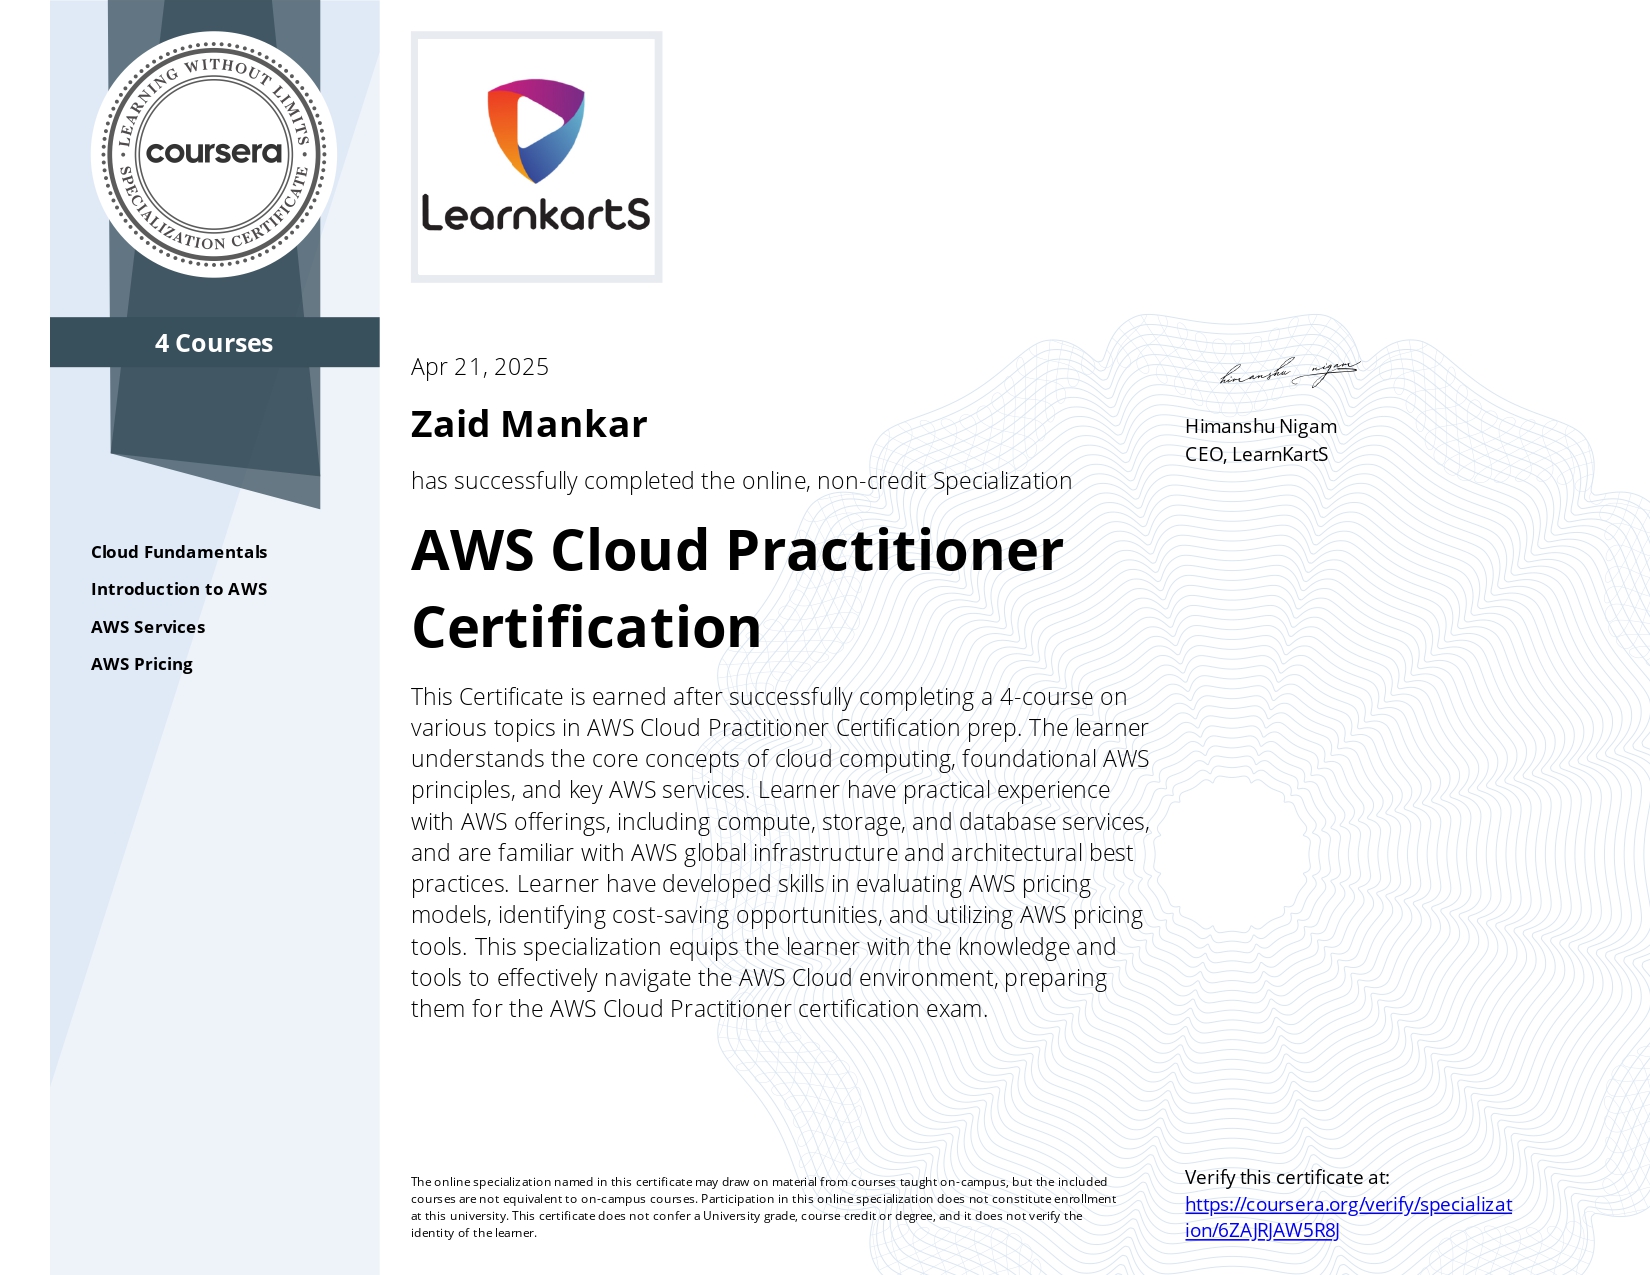 LEARNING WITHOUT LIMITS
coursera
SPECIALIZATION CERTIFICATE
4 Courses
Cloud Fundamentals
Introduction to AWS
AWS Services
AWS Pricing
LearnkartS
Apr 21, 2025
Zaid Mankar
has successfully completed the online, non-credit Specialization
AWS Cloud Practitioner
Certification
This Certificate is earned after successfully completing a 4-course on
various topics in AWS Cloud Practitioner Certification prep. The learner
understands the core concepts of cloud computing, foundational AWS
principles, and key AWS services. Learner have practical experience
with AWS offerings, including compute, storage, and database services,
and are familiar with AWS global infrastructure and architectural best
practices. Learner have developed skills in evaluating AWS pricing
models, identifying cost-saving opportunities, and utilizing AWS pricing
tools. This specialization equips the learner with the knowledge and
tools to effectively navigate the AWS Cloud environment, preparing
them for the AWS Cloud Practitioner certification exam.
himanshu nigam
Himanshu Nigam
CEO, LearnKartS
The online specialization named in this certificate may draw on material from courses taught on-campus, but the included
courses are not equivalent to on-campus courses. Participation in this online specialization does not constitute enrollment
at this university. This certificate does not confer a University grade, course credit or degree, and it does not verify the
identity of the learner.
Verify this certificate at:
https://coursera.org/verify/specializat
ion/6ZAJRJAW5R8J